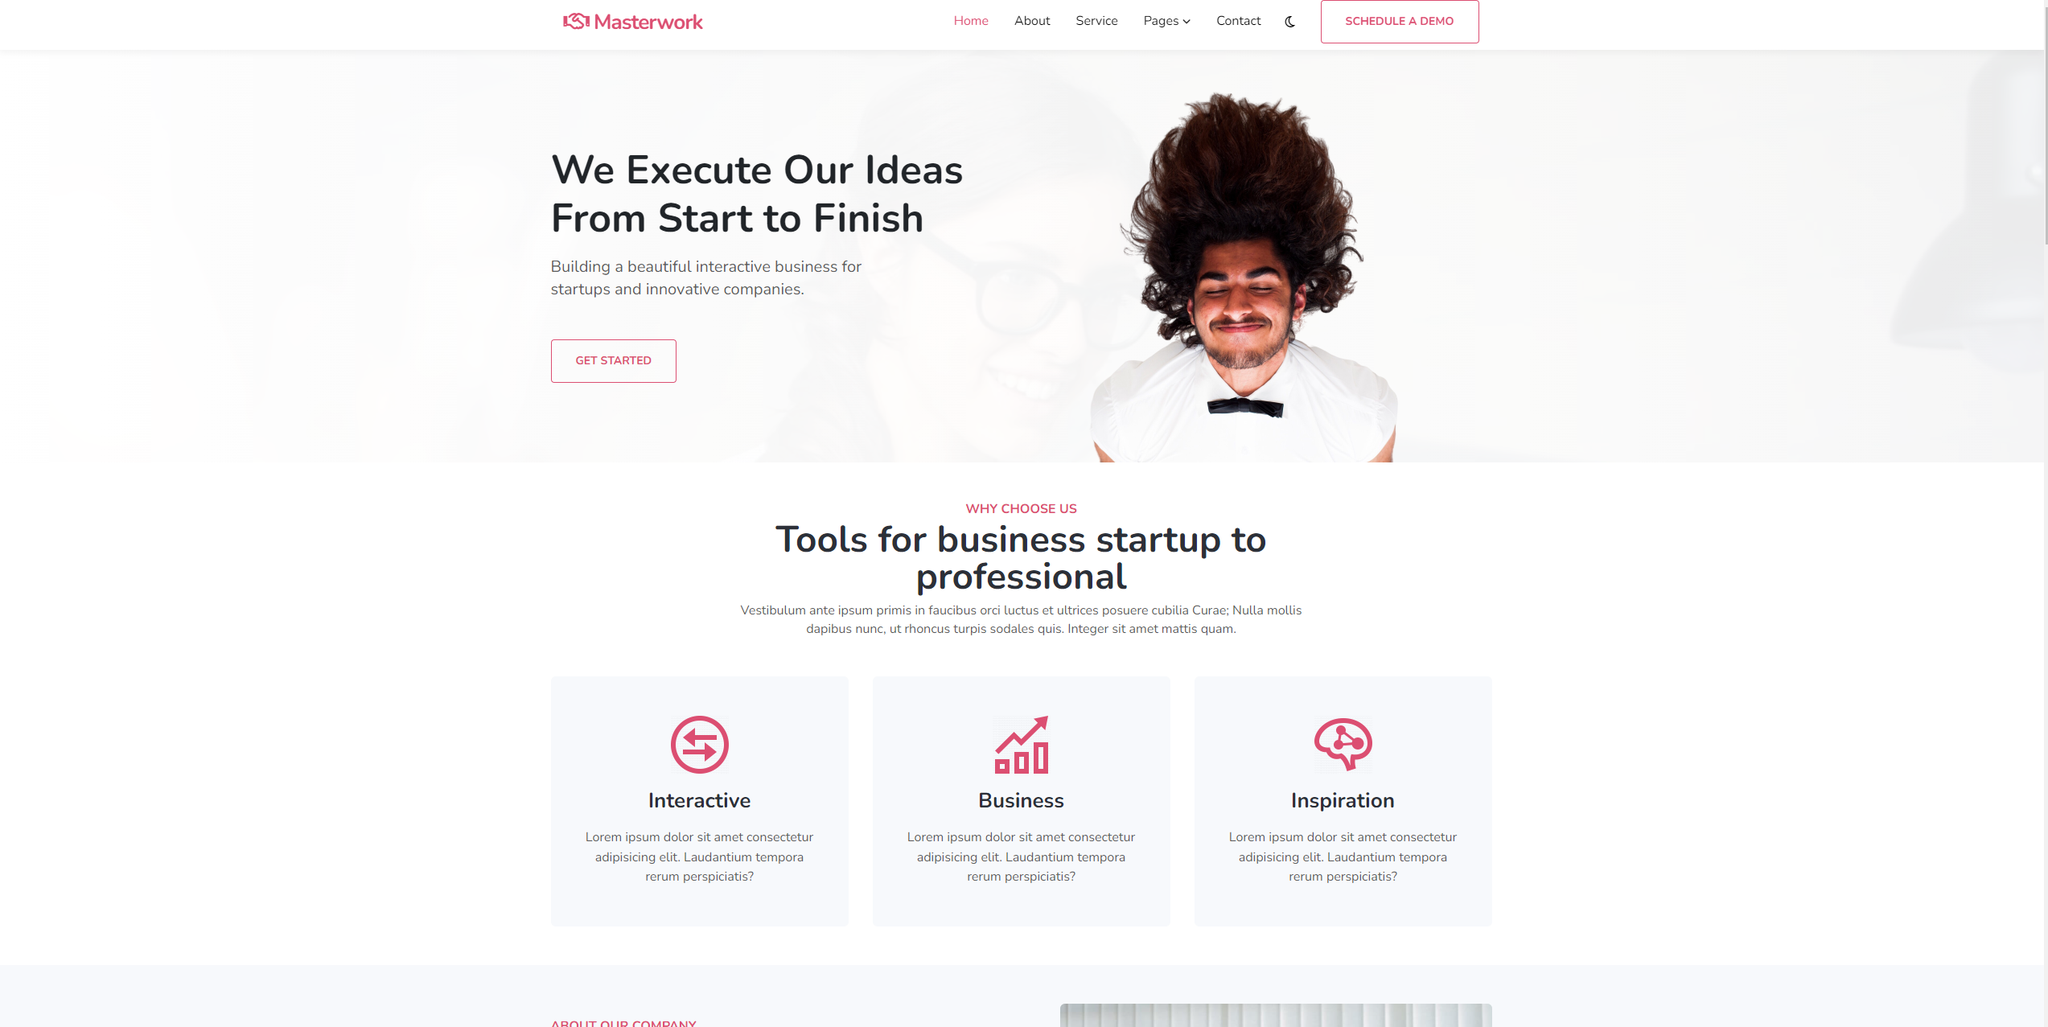 Masterwork
Home About Service Pages Contact SCHEDULE A DEMO
We Execute Our Ideas
From Start to Finish
Building a beautiful interactive business for
startups and innovative companies.
GET STARTED
WHY CHOOSE US
Tools for business startup to
professional
Vestibulum ante ipsum primis in faucibus orci luctus et ultrices posuere cubilia Curae; Nulla mollis
dapibus nunc, ut rhoncus turpis sodales quis. Integer sit amet mattis quam.
Interactive
Lorem ipsum dolor sit amet consectetur
adipisicing elit. Laudantium tempora
rerum perspiciatis?
Business
Lorem ipsum dolor sit amet consectetur
adipisicing elit. Laudantium tempora
rerum perspiciatis?
Inspiration
Lorem ipsum dolor sit amet consectetur
adipisicing elit. Laudantium tempora
rerum perspiciatis?
ABOUT OUR COMPANY